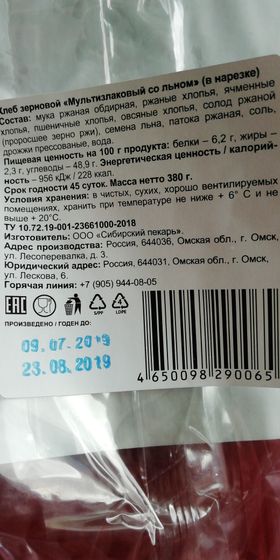 Хлеб зерновой «Мультизлаковый со льном» (в нарезке)
Состав: мука ржаная обдирная, ржаные хлопья, ячменные
хлопья, пшеничные хлопья, овсяные хлопья, солод ржаной
(проросшее зерно ржи), семена льна, патока ржаная, соль,
дрожжи прессованные, вода.
Пищевая ценность на 100 г продукта: белки – 6,2 г, жиры –
2,3 г, углеводы – 48,9 г. Энергетическая ценность / калорий-
ность – 956 кДж / 228 ккал.
Срок годности 45 суток. Масса нетто 380 г.
Условия хранения: в чистых, сухих, хорошо вентилируемых
помещениях, хранить при температуре не ниже + 6° С и не
выше + 20°С.
ТУ 10.72.19-001-23661000-2018
Изготовитель: ООО «Сибирский пекарь».
Адрес производства: Россия, 644036, Омская обл., г. Омск,
ул. Лесоперевалка, д. 3.
Юридический адрес: Россия, 644031, Омская обл., г. Омск,
ул. Лескова, 6.
Горячая линия: +7 (905) 944-08-05
EAC
5/PP
LDPE
ПРОИЗВЕДЕНО / ГОДЕН ДО:
09.07.2019
23.08.2019
4650098290065